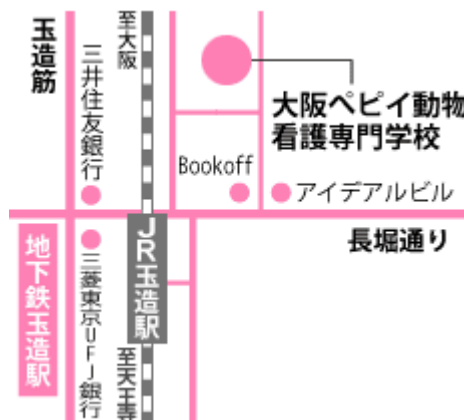 玉造筋
三井住友銀行
至大阪
大阪ペピイ動物
看護専門学校
Bookoff
アイデアルビル
長堀通り
地下鉄玉造駅
三菱東京UFJ銀行
JR玉造駅
至天王寺